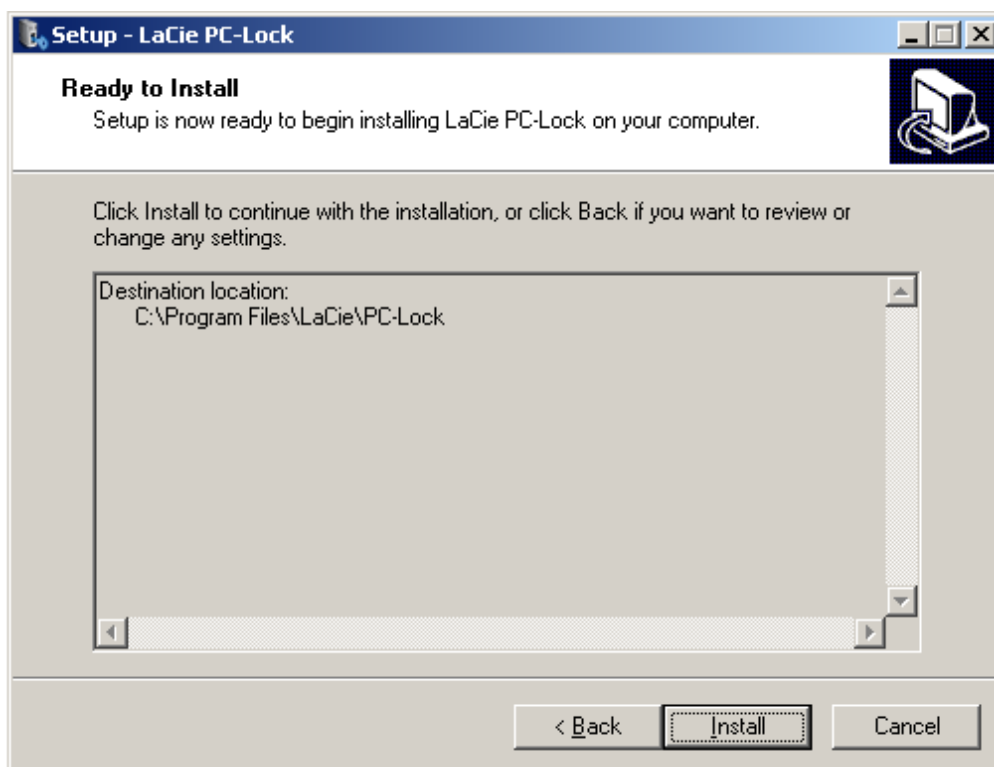 Setup - LaCie PC-Lock
Ready to Install
Setup is now ready to begin installing LaCie PC-Lock on your computer.
Click Install to continue with the installation, or click Back if you want to review or
change any settings.
Destination location:
C:\Program Files\LaCie\PC-Lock
< Back
Install
Cancel